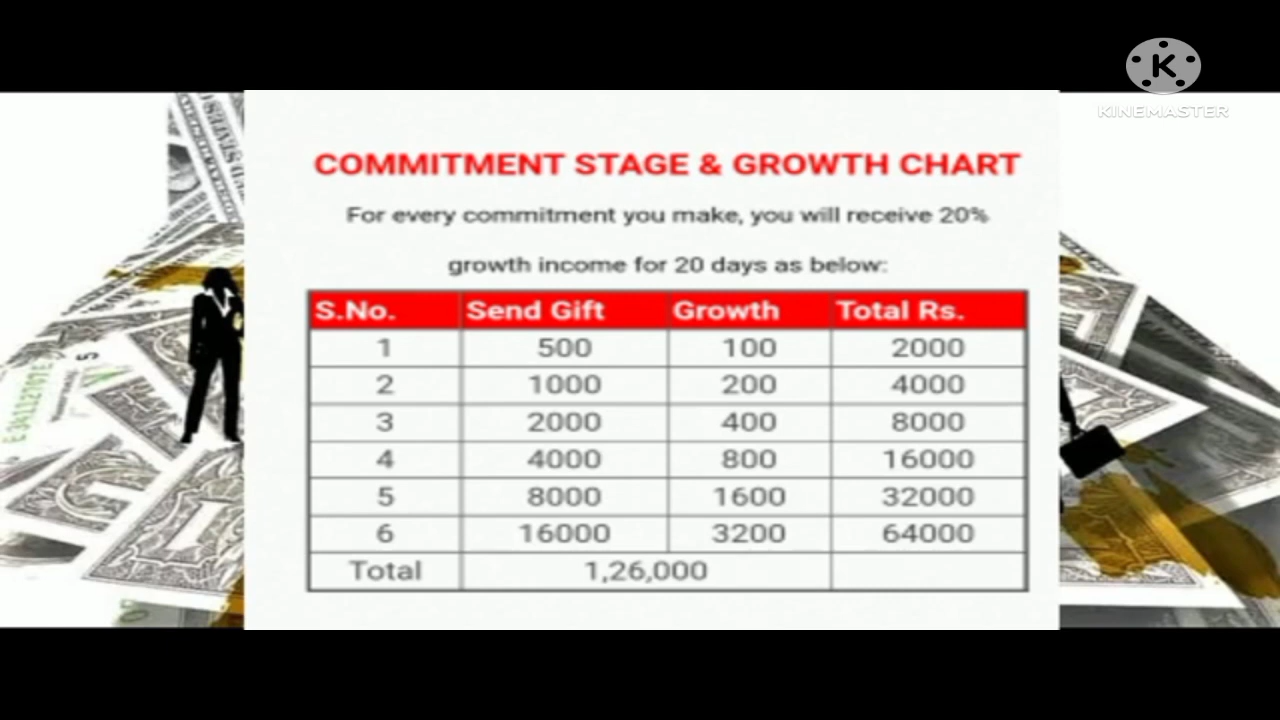 K
KINEMASTER
COMMITMENT STAGE & GROWTH CHART
For every commitment you make, you will receive 20%
growth income for 20 days as below:
S.No. Send Gift Growth Total Rs.
1 500 100 2000
2 1000 200 4000
3 2000 400 8000
4 4000 800 16000
5 8000 1600 32000
6 16000 3200 64000
Total 1,26,000